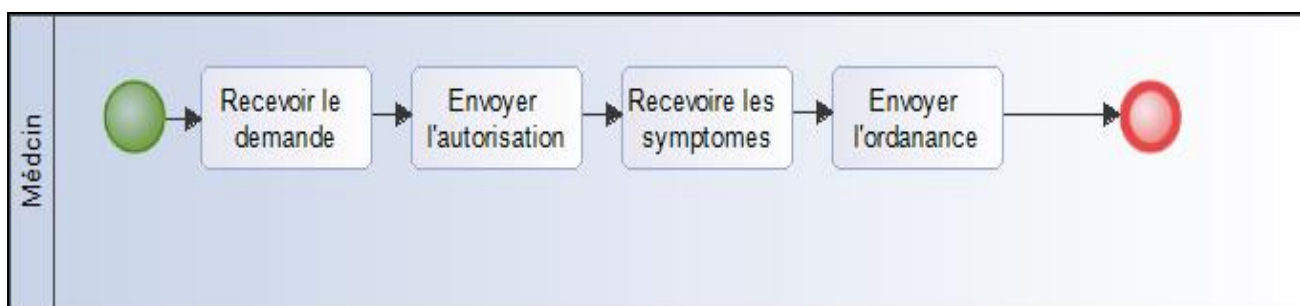 Médcin
Recevoir le
demande
Envoyer
l'autorisation
Recevoire les
symptomes
Envoyer
l'ordanance